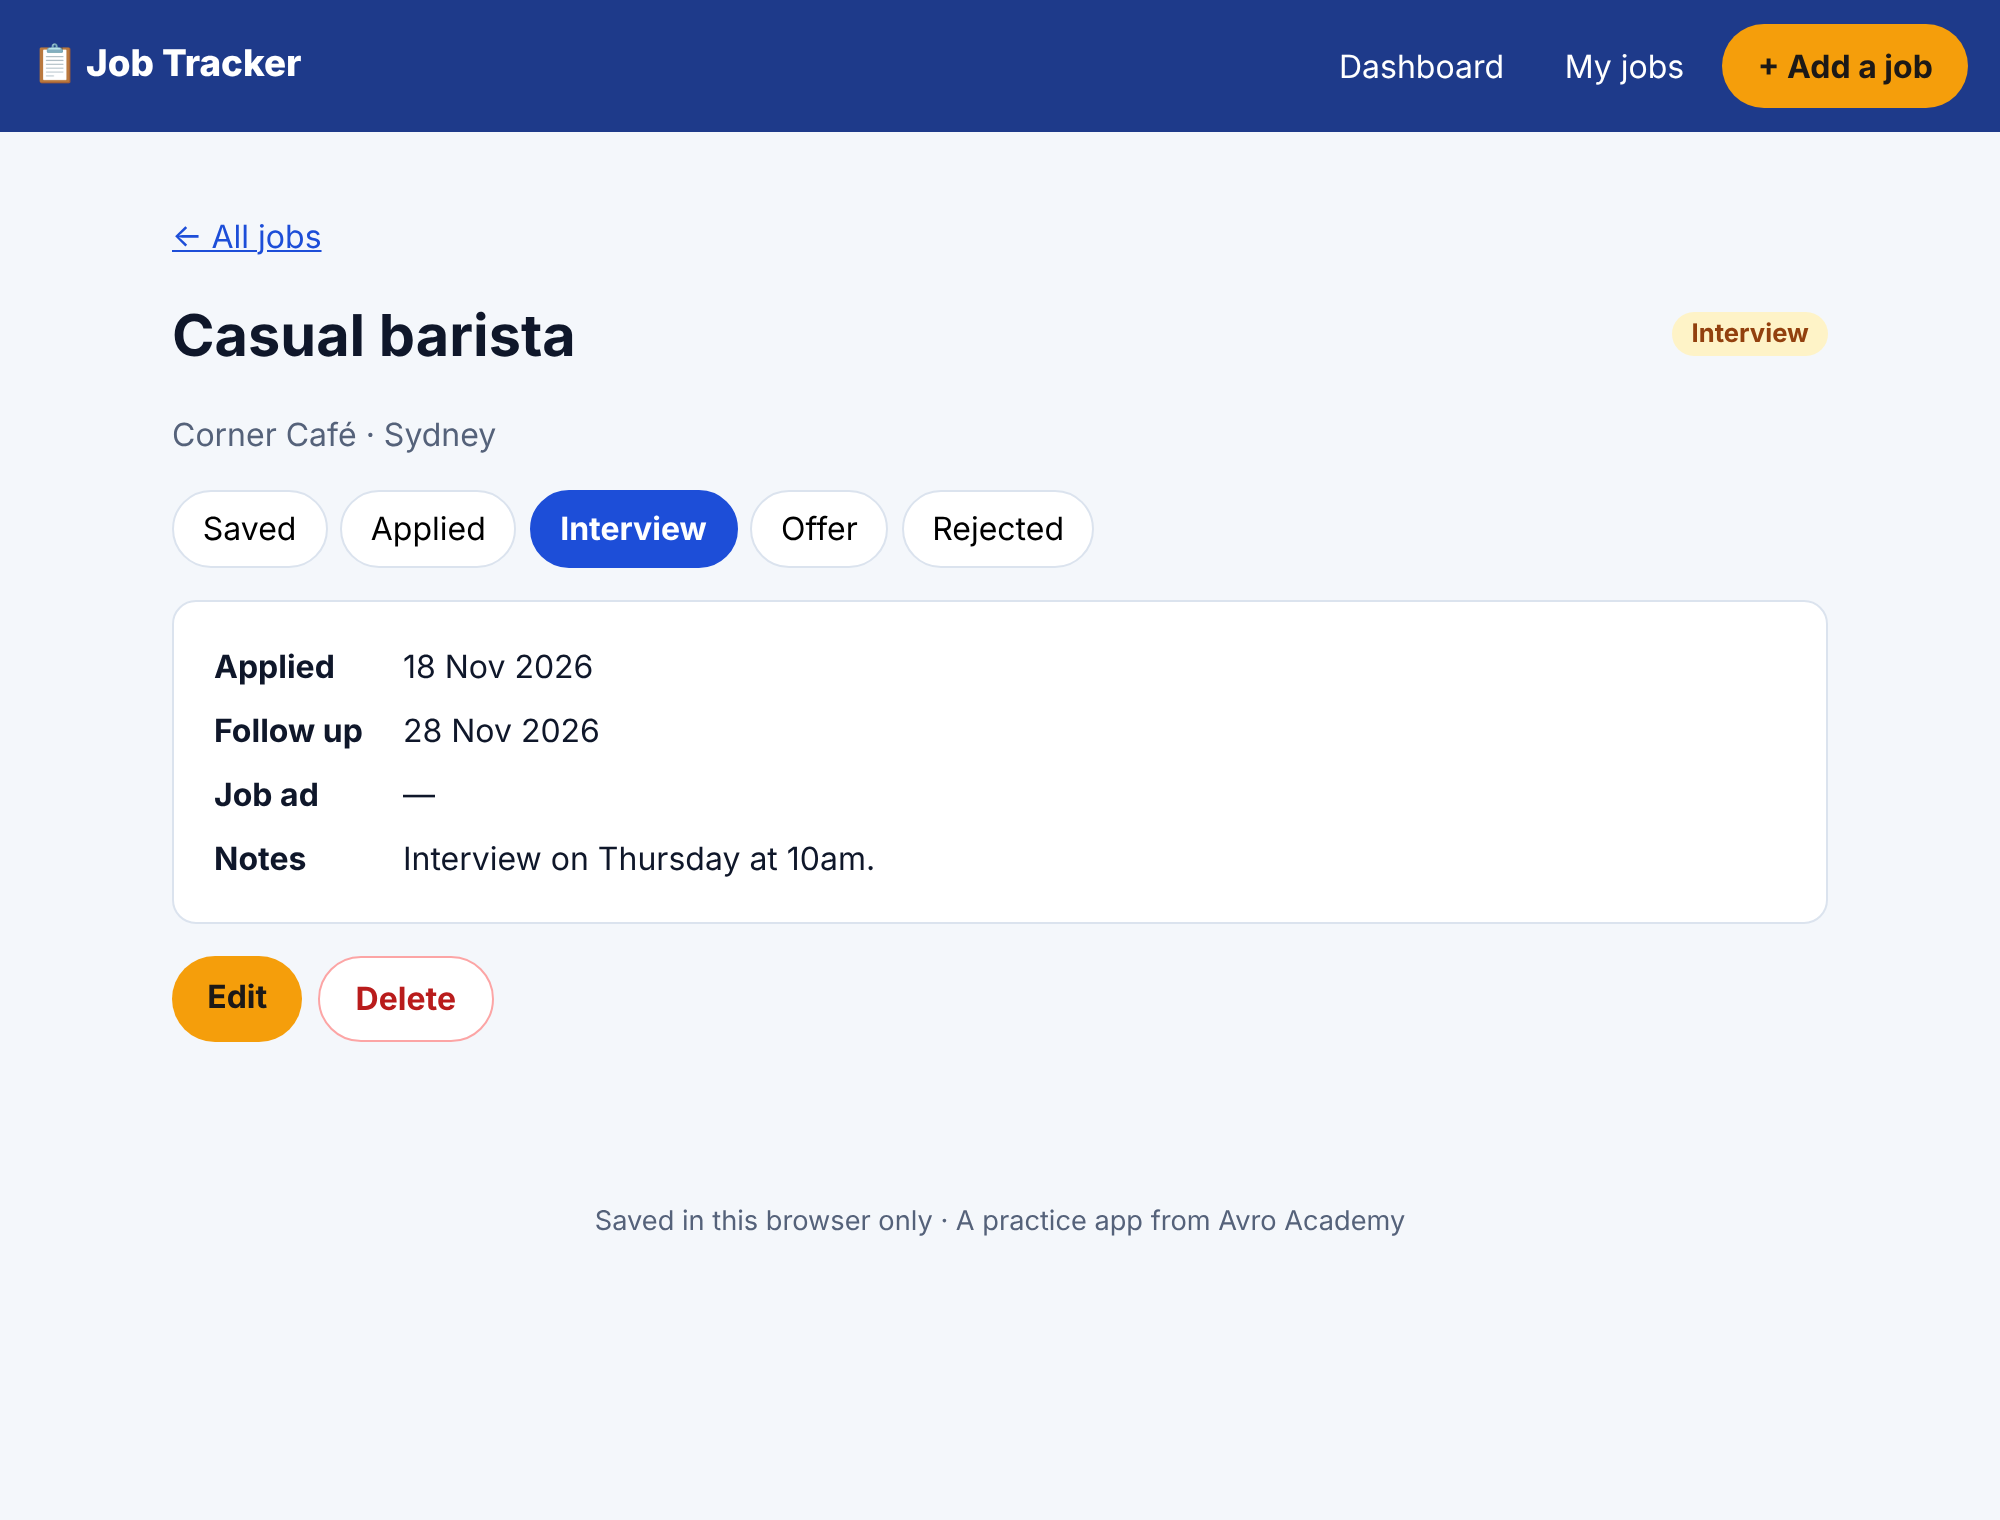 📋 Job Tracker
Dashboard
My jobs
+ Add a job
← All jobs
Casual barista
Interview
Corner Café · Sydney
Saved
Applied
Interview
Offer
Rejected
Applied 18 Nov 2026
Follow up 28 Nov 2026
Job ad —
Notes Interview on Thursday at 10am.
Edit
Delete
Saved in this browser only · A practice app from Avro Academy